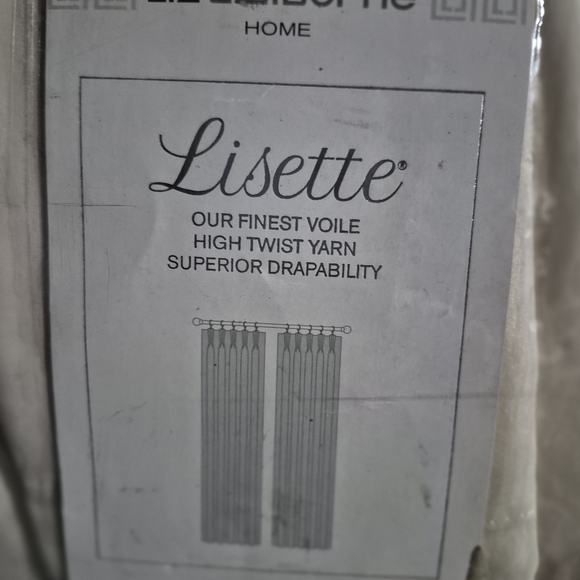 HOME
Lisette®
OUR FINEST VOILE
HIGH TWIST YARN
SUPERIOR DRAPABILITY